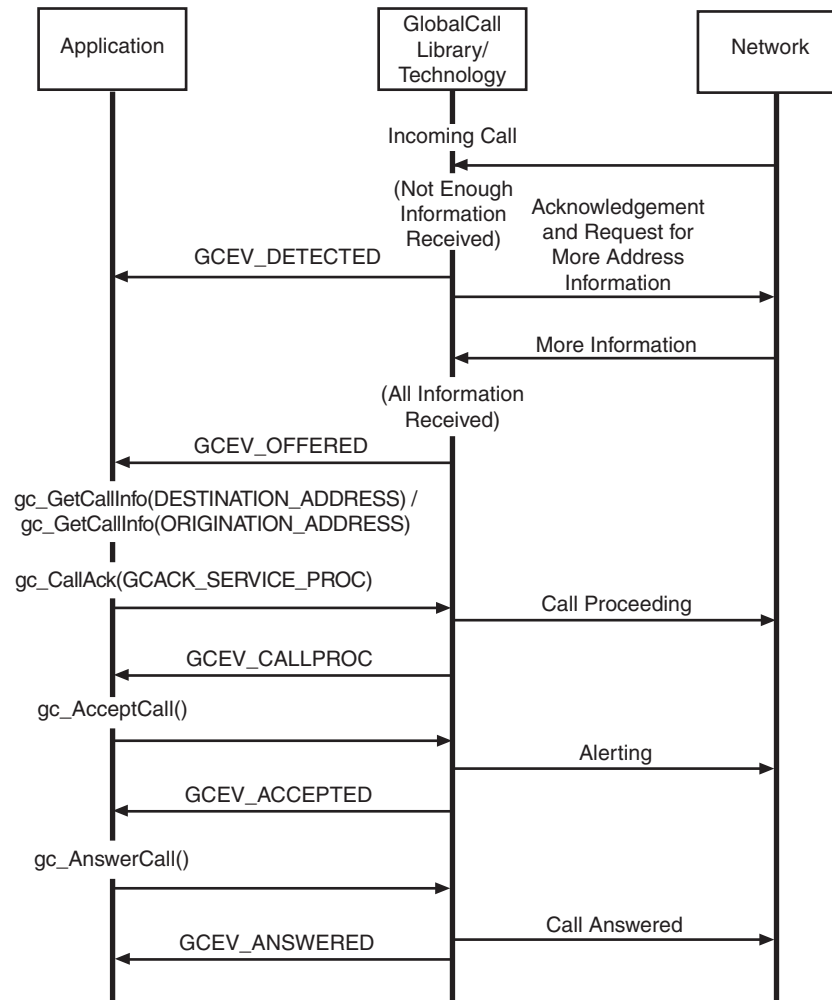 Application
GlobalCall
Library/
Technology
Network
Incoming Call
(Not Enough
Information
Received)
Acknowledgement
and Request for
More Address
Information
GCEV_DETECTED
More Information
(All Information
Received)
GCEV_OFFERED
gc_GetCallInfo(DESTINATION_ADDRESS) /
gc_GetCallInfo(ORIGINATION_ADDRESS)
gc_CallAck(GCACK_SERVICE_PROC)
Call Proceeding
GCEV_CALLPROC
gc_AcceptCall()
Alerting
GCEV_ACCEPTED
gc_AnswerCall()
Call Answered
GCEV_ANSWERED